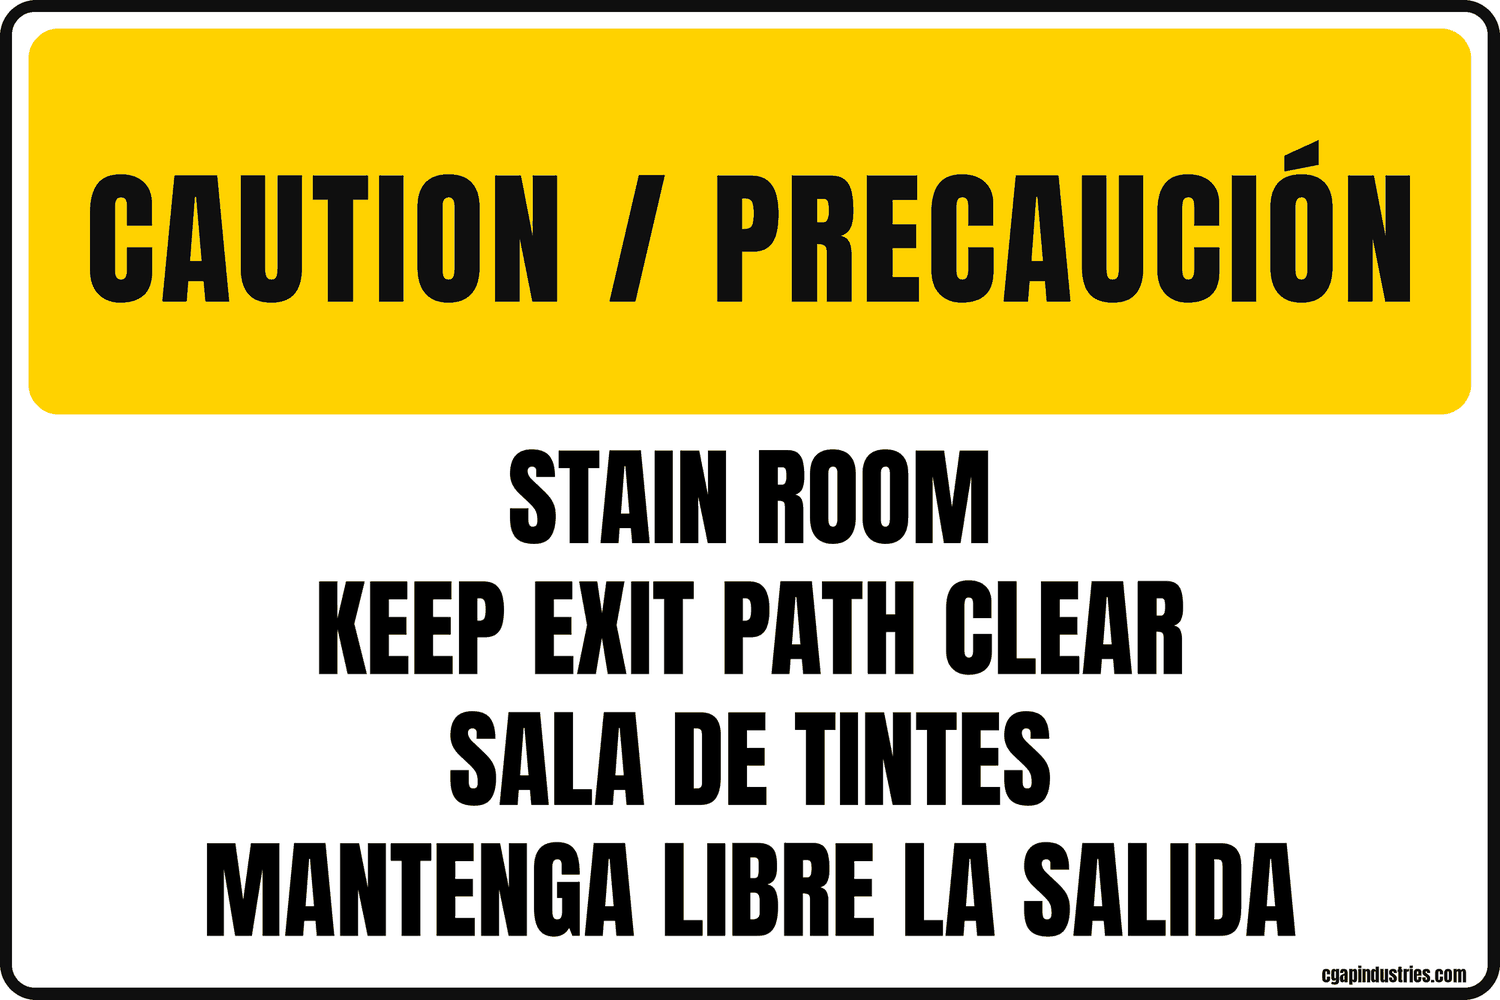 CAUTION / PRECAUCIÓN
STAIN ROOM
KEEP EXIT PATH CLEAR
SALA DE TINTES
MANTENGA LIBRE LA SALIDA
cgapindustries.com